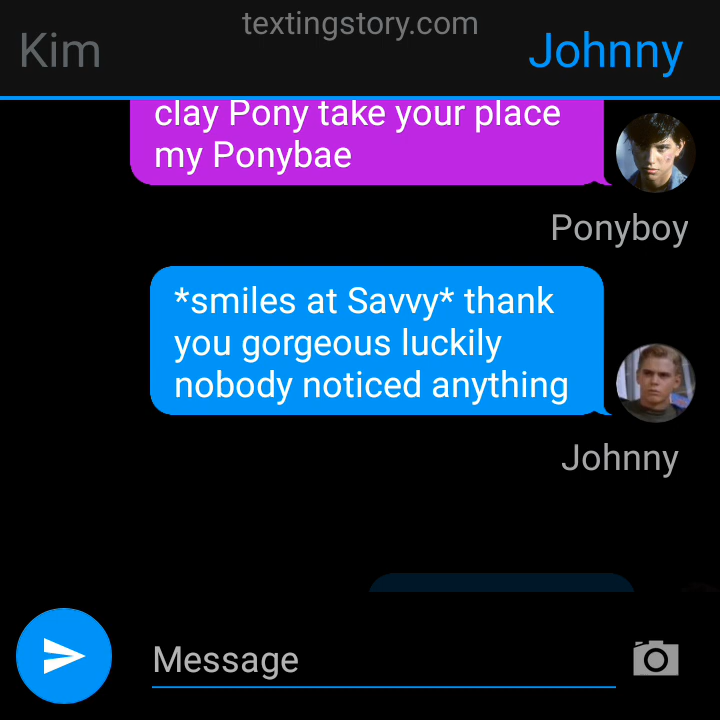 textingstory.com
Kim
Johnny
clay Pony take your place
my Ponybae
Ponyboy
*smiles at Savvy* thank
you gorgeous luckily
nobody noticed anything
Johnny
Message